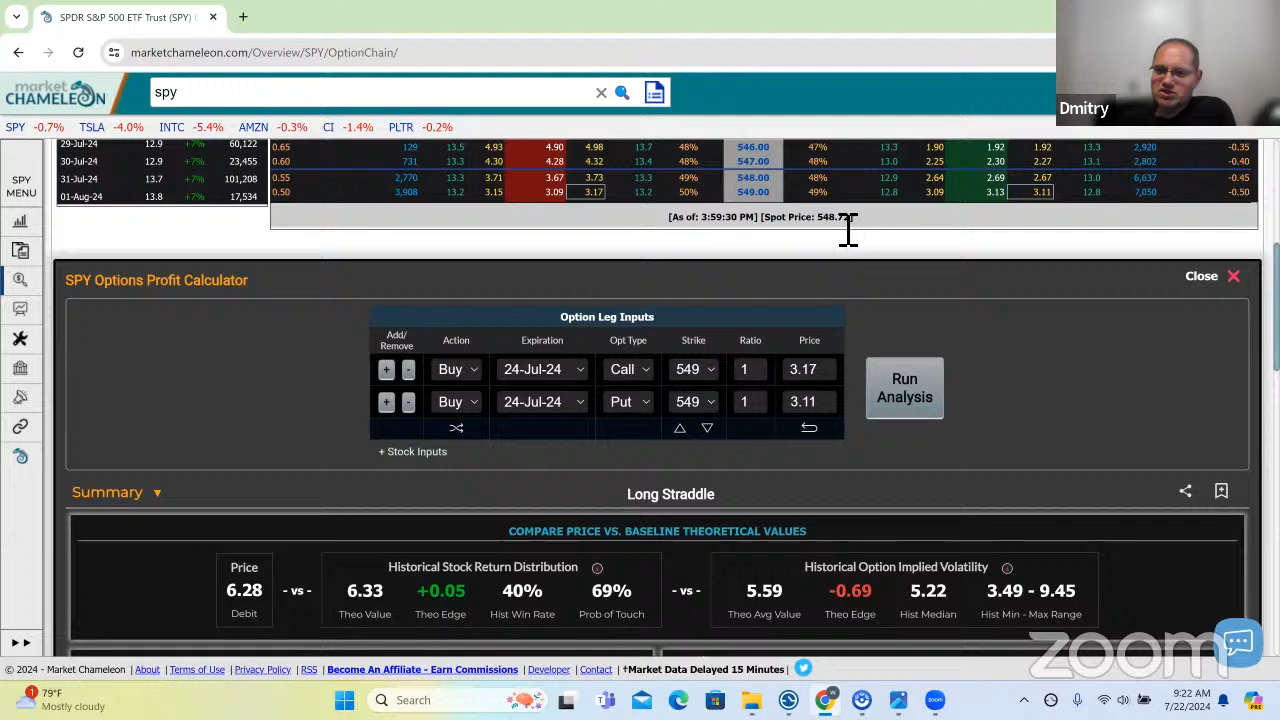 SPDR S&P 500 ETF Trust (SPY) O
marketchameleon.com/Overview/SPY/OptionChain/
market
CHAMELEON
spy
Dmitry
SPY -0.7% TSLA -4.0% INTC -5.4% AMZN -0.3% CI -1.4% PLTR -0.2%
29-Jul-24 12.9 +7% 60,122
30-Jul-24 12.9 +7% 23,455
31-Jul-24 13.7 +7% 101,208
01-Aug-24 13.8 +7% 17,534
0.65 129 13.5 4.93 4.90 4.98 13.7 48% 546.00 47% 13.3 1.90 1.92 1.92 13.3 2,920 -0.35
0.60 731 13.3 4.28 4.32 13.4 48% 547.00 48% 13.0 2.25 2.30 2.27 13.1 2,802 -0.40
0.55 2,770 13.3 3.71 3.67 3.73 13.3 49% 548.00 49% 12.9 2.64 2.69 2.67 13.0 6,637 -0.45
0.50 3,908 13.2 3.15 3.09 3.17 13.2 50% 549.00 49% 12.8 3.09 3.13 3.11 12.8 7,050 -0.50
[As of: 3:59:30 PM] [Spot Price: 548.
SPY
MENU
SPY Options Profit Calculator
Close
Option Leg Inputs
Add/
Remove
Action Expiration Opt Type Strike Ratio Price
+ - Buy 24-Jul-24 Call 549 1 3.17
+ - Buy 24-Jul-24 Put 549 1 3.11
Run
Analysis
+ Stock Inputs
Summary
Long Straddle
COMPARE PRICE VS. BASELINE THEORETICAL VALUES
Price
6.28
Debit
- vs -
Historical Stock Return Distribution
6.33 +0.05 40% 69%
Theo Value Theo Edge Hist Win Rate Prob of Touch
- vs -
Historical Option Implied Volatility
5.59 -0.69 5.22 3.49 - 9.45
Theo Avg Value Theo Edge Hist Median Hist Min - Max Range
zoom
© 2024 - Market Chameleon | About | Terms of Use | Privacy Policy | RSS | Become An Affiliate - Earn Commissions | Developer | Contact | †Market Data Delayed 15 Minutes |
1
79°F
Mostly cloudy
Search
zoom
9:22 AM
7/22/2024
PRE